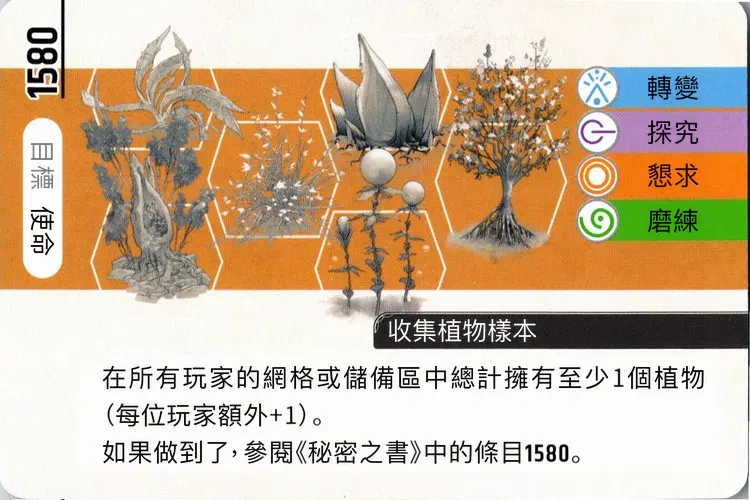 1580
目標 使命
轉變
探究
懇求
磨練
收集植物樣本
在所有玩家的網格或儲備區中總計擁有至少1個植物
（每位玩家額外+1）。
如果做到了，參閱《秘密之書》中的條目1580。